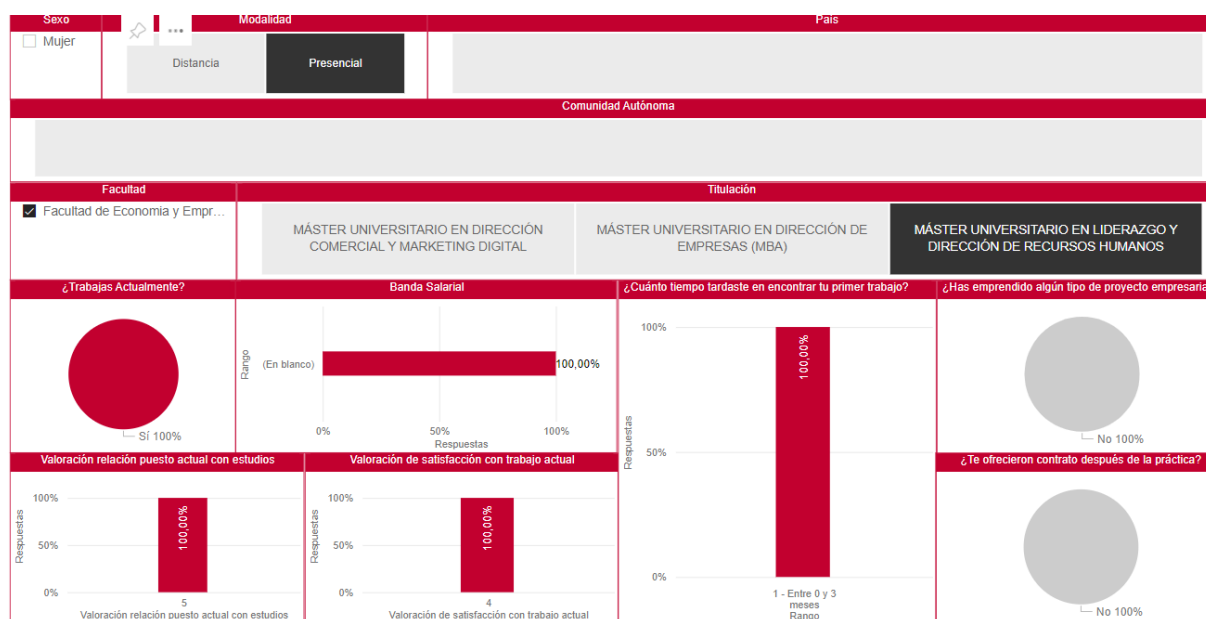 Sexo
Modalidad
País
Mujer
Distancia
Presencial
Comunidad Autónoma
Facultad
Titulación
Facultad de Economia y Empr...
MÁSTER UNIVERSITARIO EN DIRECCIÓN
COMERCIAL Y MARKETING DIGITAL
MÁSTER UNIVERSITARIO EN DIRECCIÓN DE
EMPRESAS (MBA)
MÁSTER UNIVERSITARIO EN LIDERAZGO Y
DIRECCIÓN DE RECURSOS HUMANOS
¿Trabajas Actualmente?
Sí 100%
Banda Salarial
Rango
(En blanco)
100,00%
0%
50%
100%
Respuestas
¿Cuánto tiempo tardaste en encontrar tu primer trabajo?
Respuestas
100%
50%
0%
100,00%
1 - Entre 0 y 3
meses
Rango
¿Has emprendido algún tipo de proyecto empresaria
No 100%
Valoración relación puesto actual con estudios
Respuestas
100%
50%
0%
100,00%
5
Valoración relación puesto actual con estudios
Valoración de satisfacción con trabajo actual
Respuestas
100%
50%
0%
100,00%
4
Valoración de satisfacción con trabajo actual
¿Te ofrecieron contrato después de la práctica?
No 100%